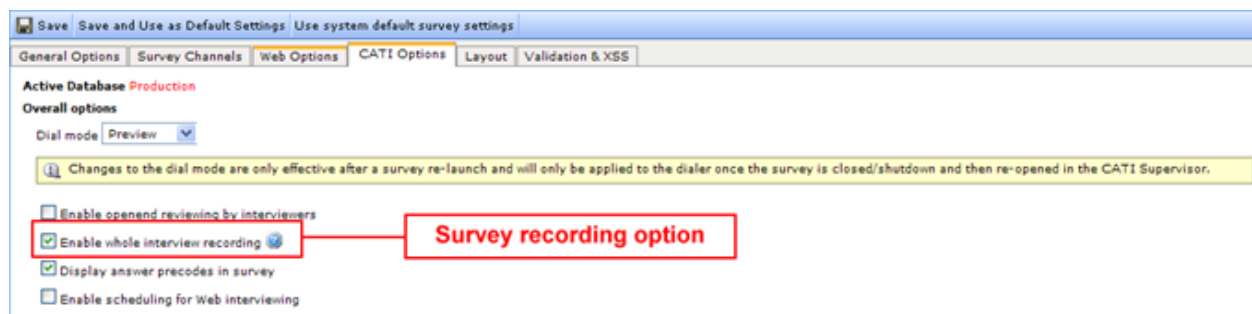 Save Save and Use as Default Settings Use system default survey settings
General Options Survey Channels Web Options CATI Options Layout Validation & XSS
Active Database Production
Overall options
Dial mode Preview
Changes to the dial mode are only effective after a survey re-launch and will only be applied to the dialer once the survey is closed/shutdown and then re-opened in the CATI Supervisor.
Enable openend reviewing by interviewers
Enable whole interview recording
Survey recording option
Display answer precodes in survey
Enable scheduling for Web interviewing